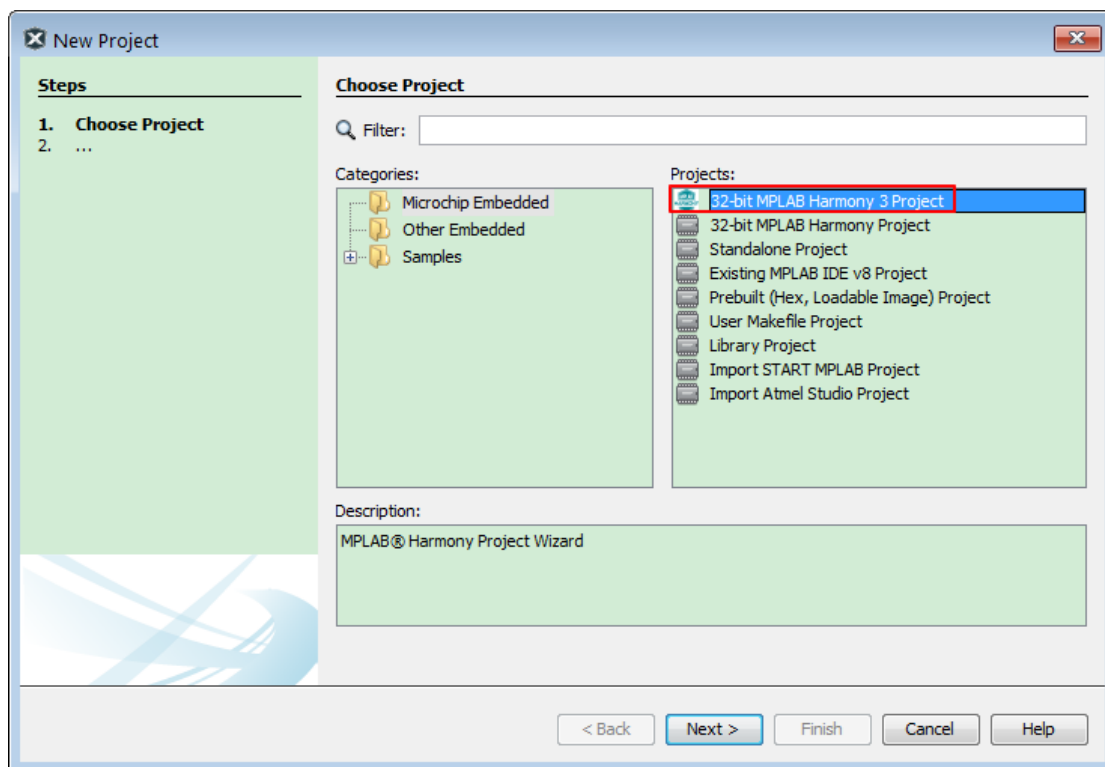 New Project
Steps
1. Choose Project
2. ...
Choose Project
Filter:
Categories:
Microchip Embedded
Other Embedded
Samples
Projects:
32-bit MPLAB Harmony 3 Project
32-bit MPLAB Harmony Project
Standalone Project
Existing MPLAB IDE v8 Project
Prebuilt (Hex, Loadable Image) Project
User Makefile Project
Library Project
Import START MPLAB Project
Import Atmel Studio Project
Description:
MPLAB® Harmony Project Wizard
< Back Next > Finish Cancel Help